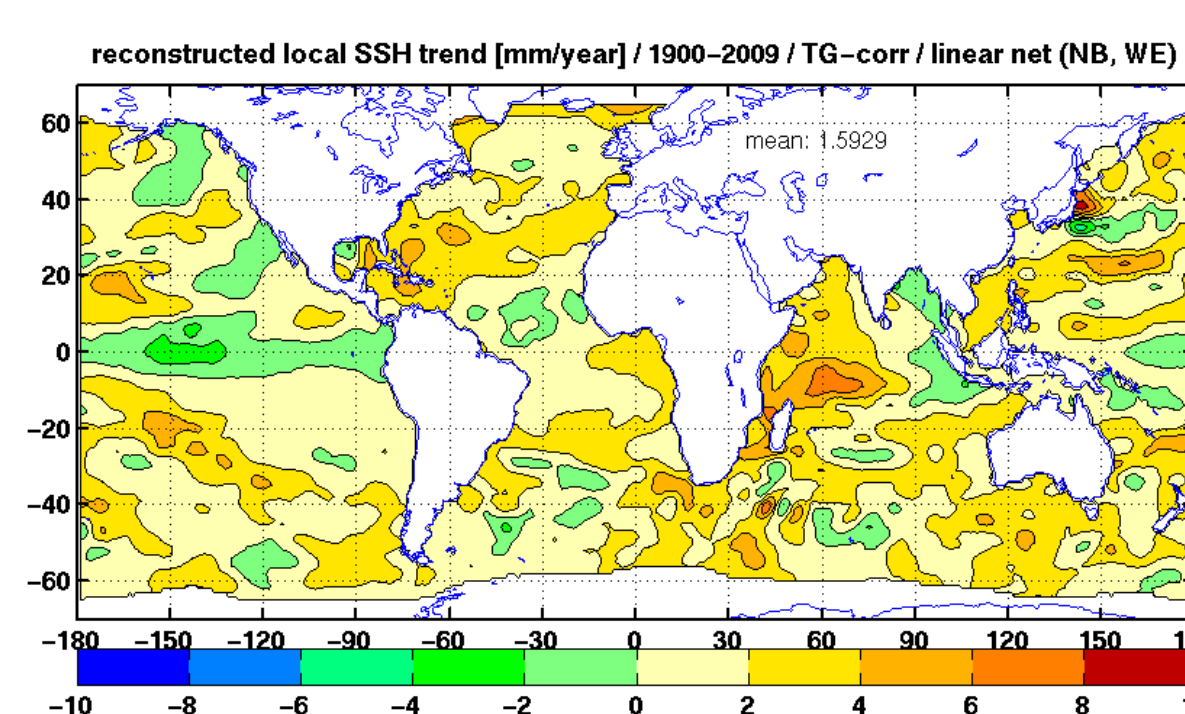 reconstructed local SSH trend [mm/year] / 1900−2009 / TG−corr / linear net (NB, WE)
mean: 1.5929
60
40
20
0
−20
−40
−60
−180 −150 −120 −90 −60 −30 0 30 60 90 120 150
−10 −8 −6 −4 −2 0 2 4 6 8